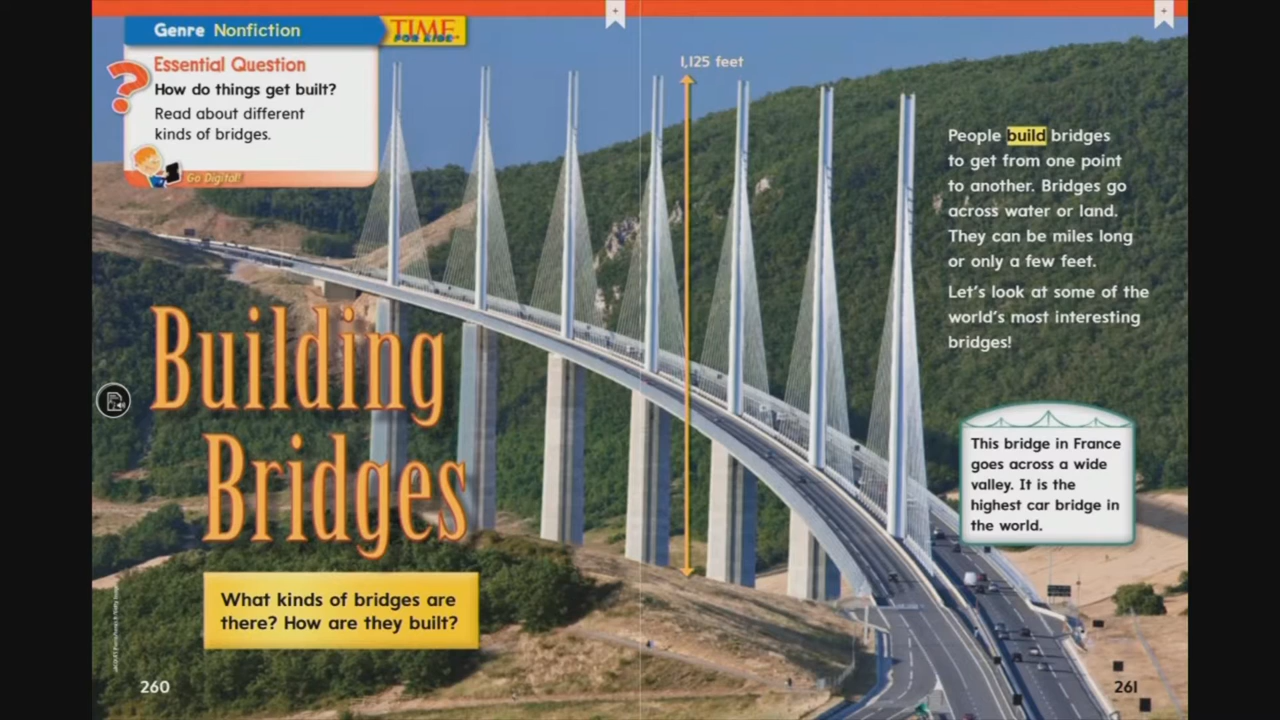 Genre Nonfiction
TIME
FOR KIDS
Essential Question
How do things get built?
Read about different
kinds of bridges.
Go Digital!
1,125 feet
People build bridges
to get from one point
to another. Bridges go
across water or land.
They can be miles long
or only a few feet.
Let's look at some of the
world's most interesting
bridges!
Building
Bridges
What kinds of bridges are
there? How are they built?
This bridge in France
goes across a wide
valley. It is the
highest car bridge in
the world.
260
261